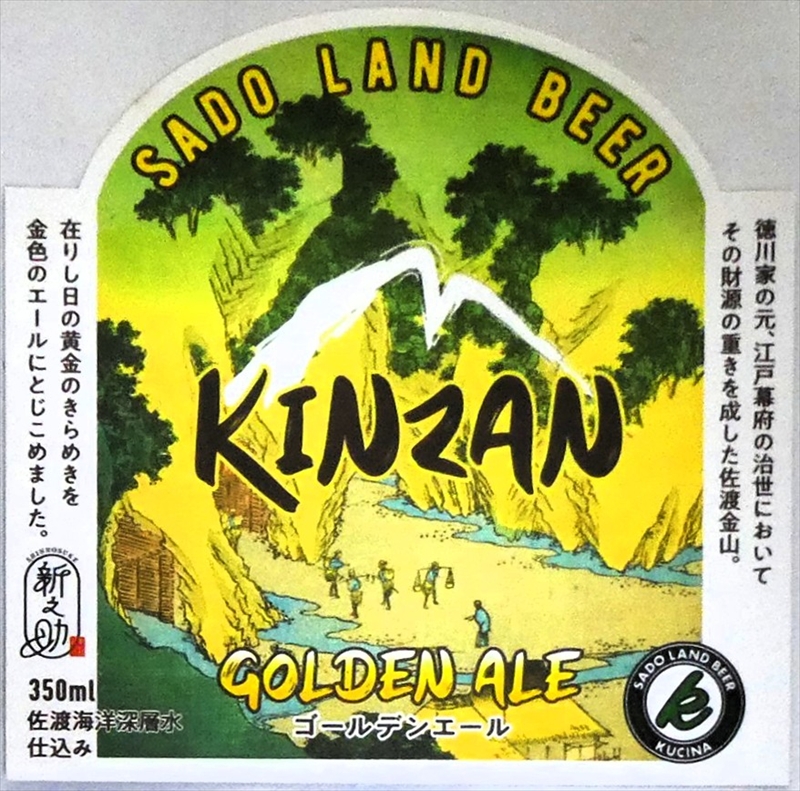 SADO LAND BEER
徳川家の元、江戸幕府の治世において
その財源の重きを成した佐渡金山。
KINZAN
在りし日の黄金のきらめきを
金色のエールにとじこめました。
SHINNOSUKE
新之助
350ml
佐渡海洋深層水
仕込み
GOLDEN ALE
ゴールデンエール
SADO LAND BEER
k
KUCINA